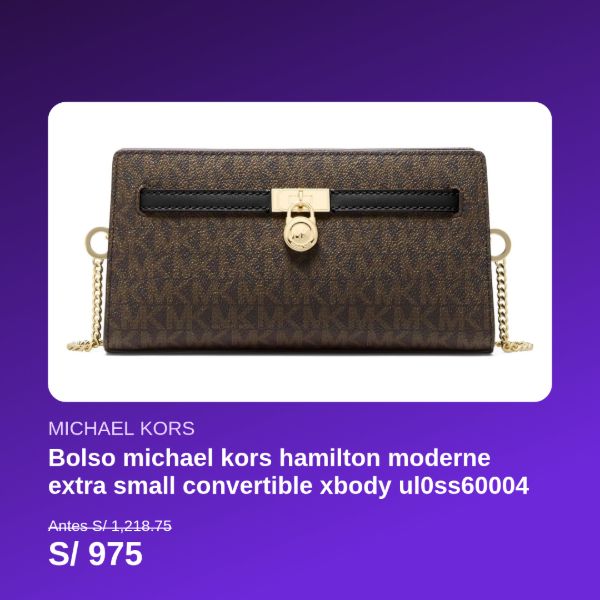 MICHAEL KORS
Bolso michael kors hamilton moderne
extra small convertible xbody ul0ss60004
Antes S/ 1,218.75
S/ 975